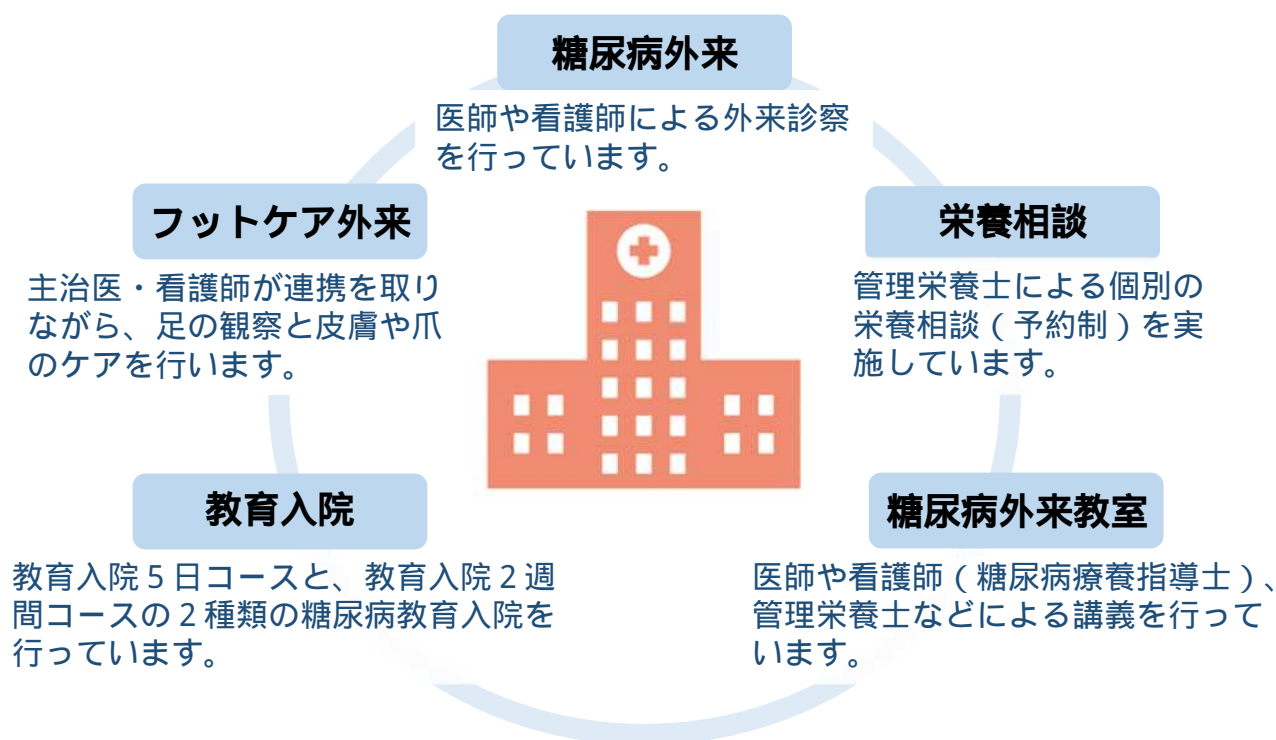 糖尿病外来
医師や看護師による外来診察
を行っています。
フットケア外来
主治医・看護師が連携を取り
ながら、足の観察と皮膚や爪
のケアを行います。
栄養相談
管理栄養士による個別の
栄養相談（予約制）を実
施しています。
教育入院
教育入院５日コースと、教育入院２週
間コースの２種類の糖尿病教育入院を
行っています。
糖尿病外来教室
医師や看護師（糖尿病療養指導士）、
管理栄養士などによる講義を行って
います。